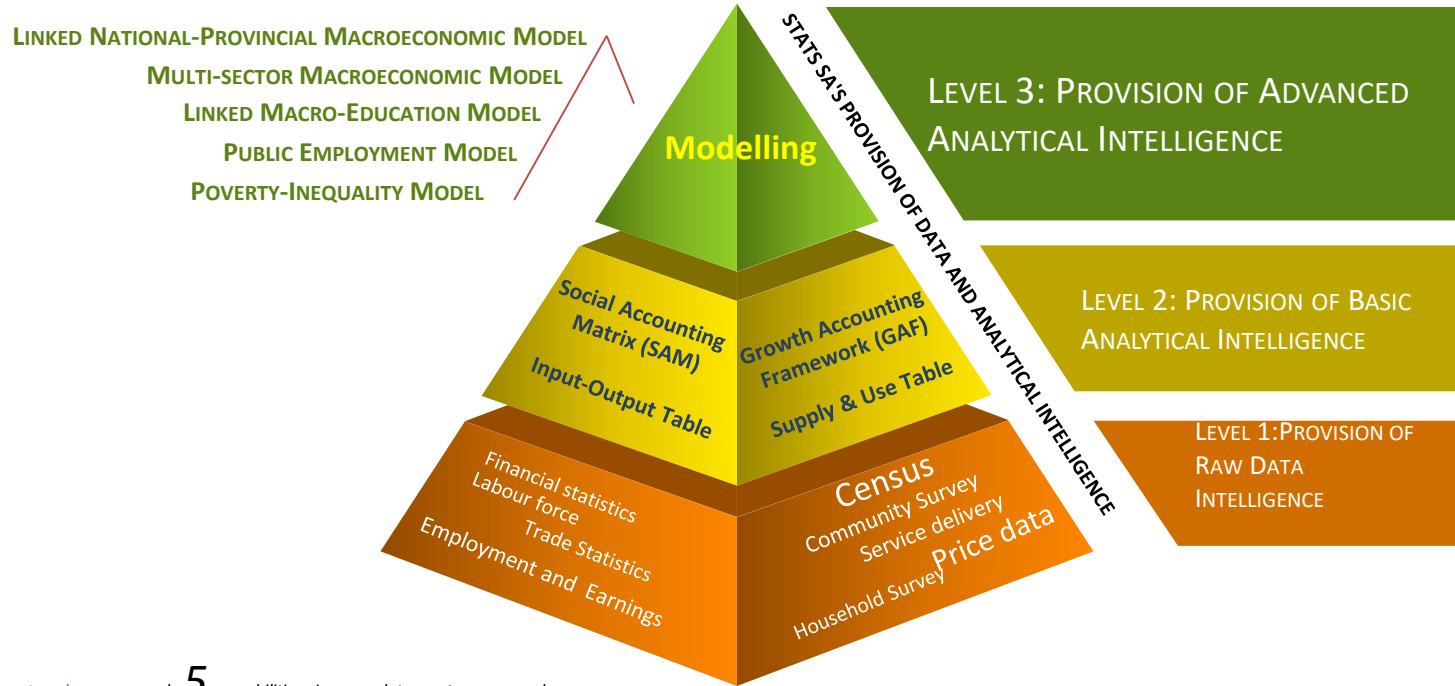 LINKED NATIONAL-PROVINCIAL MACROECONOMIC MODEL
MULTI-SECTOR MACROECONOMIC MODEL
LINKED MACRO-EDUCATION MODEL
PUBLIC EMPLOYMENT MODEL
POVERTY-INEQUALITY MODEL
Modelling
STATS SA'S PROVISION OF DATA AND ANALYTICAL INTELLIGENCE
LEVEL 3: PROVISION OF ADVANCED
ANALYTICAL INTELLIGENCE
Social Accounting
Matrix (SAM)
Input-Output Table
Growth Accounting
Framework (GAF)
Supply & Use Table
LEVEL 2: PROVISION OF BASIC
ANALYTICAL INTELLIGENCE
Financial statistics
Labour force
Trade Statistics
Employment and Earnings
Census
Community Survey
Service delivery
Price data
Household Survey
LEVEL 1:PROVISION OF
RAW DATA
INTELLIGENCE
5